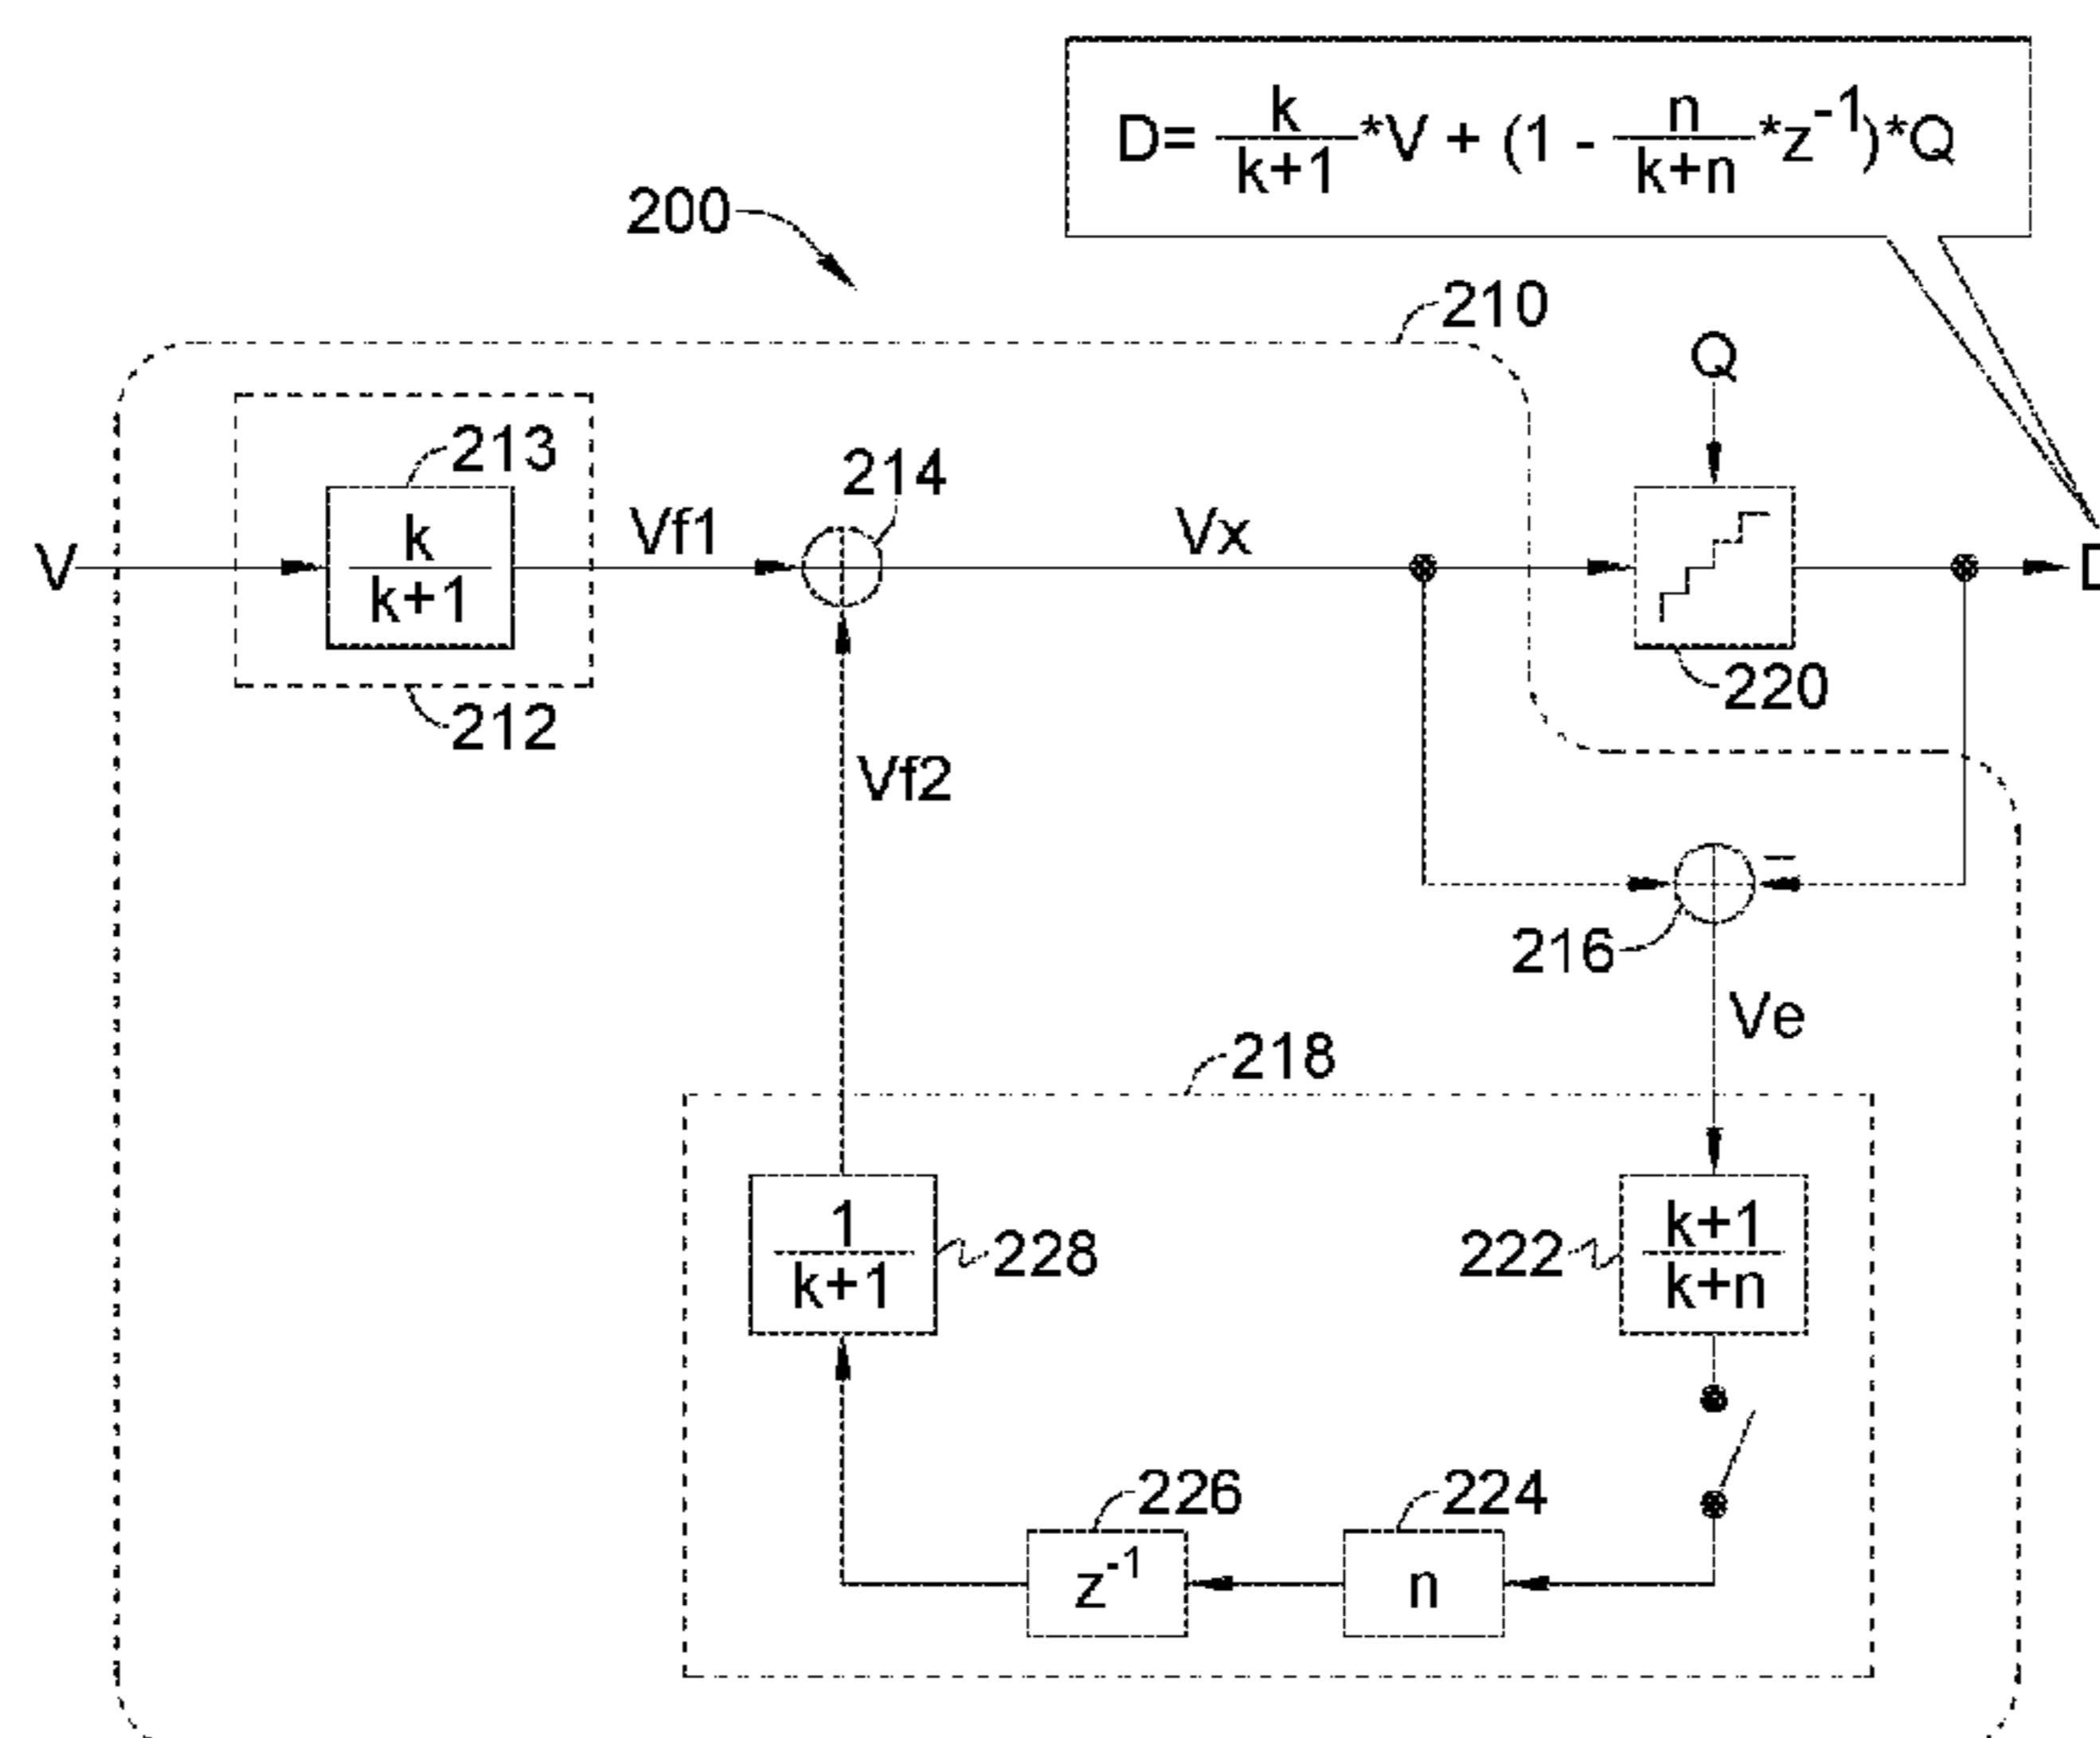 D= k/k+1 *V + (1 - n/k+n *z^-1)*Q
200
210
Q
213
214
V
k/k+1
Vf1
Vx
D
212
220
Vf2
216
Ve
218
1/k+1
228
222
k+1/k+n
226
224
z^-1
n